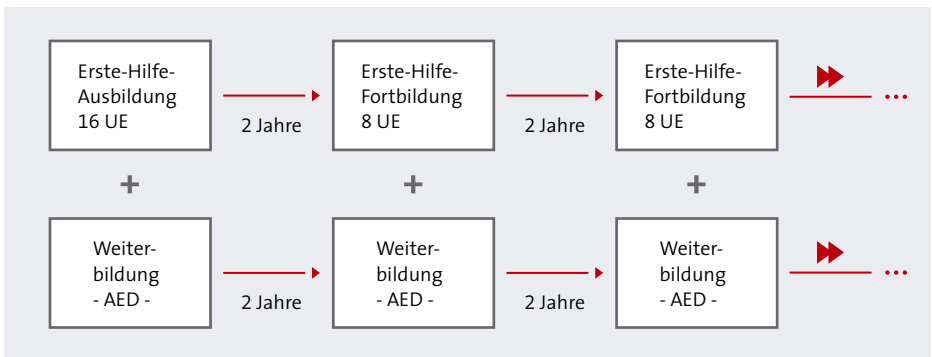 Erste-Hilfe-
Ausbildung
16 UE
2 Jahre
Erste-Hilfe-
Fortbildung
8 UE
2 Jahre
Erste-Hilfe-
Fortbildung
8 UE
...
+
+
+
Weiter-
bildung
- AED -
2 Jahre
Weiter-
bildung
- AED -
2 Jahre
Weiter-
bildung
- AED -
...